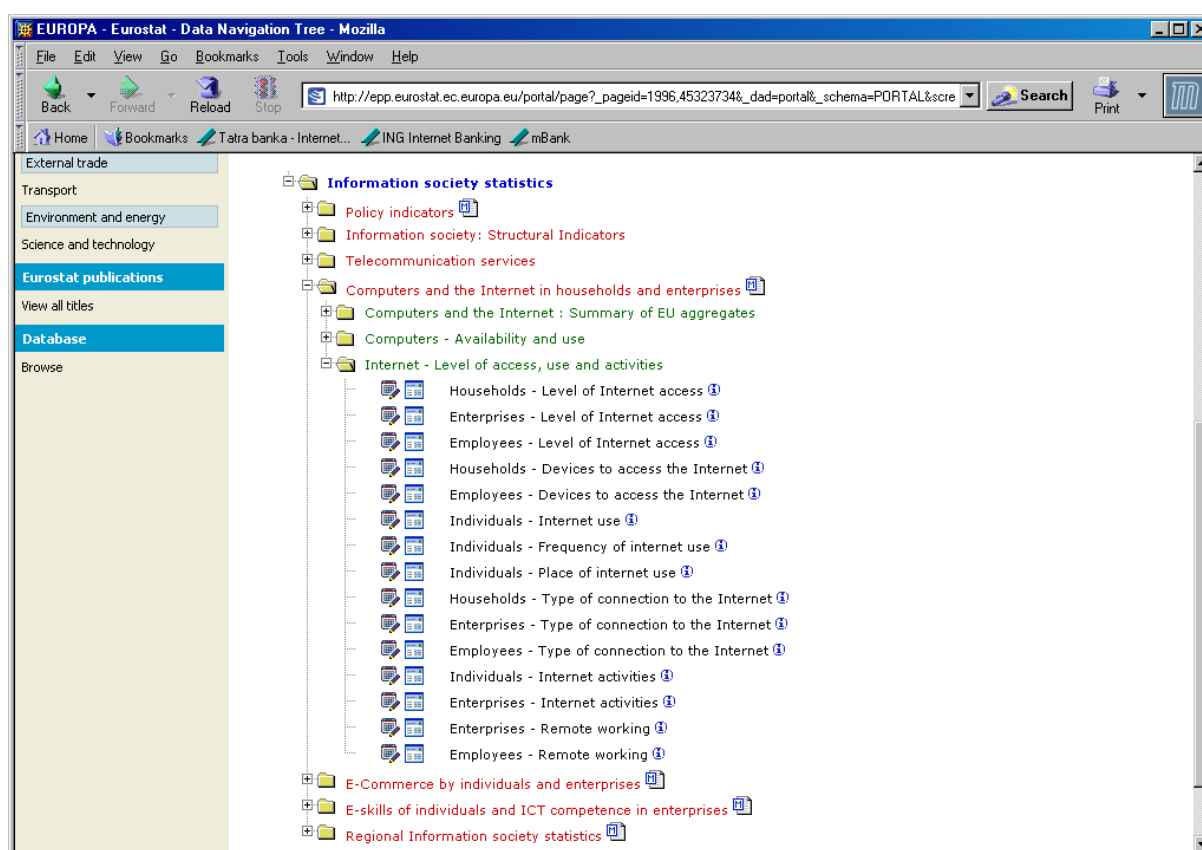 EUROPA - Eurostat - Data Navigation Tree - Mozilla
File Edit View Go Bookmarks Tools Window Help
Back Forward Reload Stop http://epp.eurostat.ec.europa.eu/portal/page?_pageid=1996,45323734&_dad=portal&_schema=PORTAL&scre Search Print
Home Bookmarks Tatra banka - Internet... ING Internet Banking mBank
External trade
Transport
Environment and energy
Science and technology
Eurostat publications
View all titles
Database
Browse
Information society statistics
Policy indicators
Information society: Structural Indicators
Telecommunication services
Computers and the Internet in households and enterprises
Computers and the Internet : Summary of EU aggregates
Computers - Availability and use
Internet - Level of access, use and activities
Households - Level of Internet access
Enterprises - Level of Internet access
Employees - Level of Internet access
Households - Devices to access the Internet
Employees - Devices to access the Internet
Individuals - Internet use
Individuals - Frequency of internet use
Individuals - Place of internet use
Households - Type of connection to the Internet
Enterprises - Type of connection to the Internet
Employees - Type of connection to the Internet
Individuals - Internet activities
Enterprises - Internet activities
Enterprises - Remote working
Employees - Remote working
E-Commerce by individuals and enterprises
E-skills of individuals and ICT competence in enterprises
Regional Information society statistics